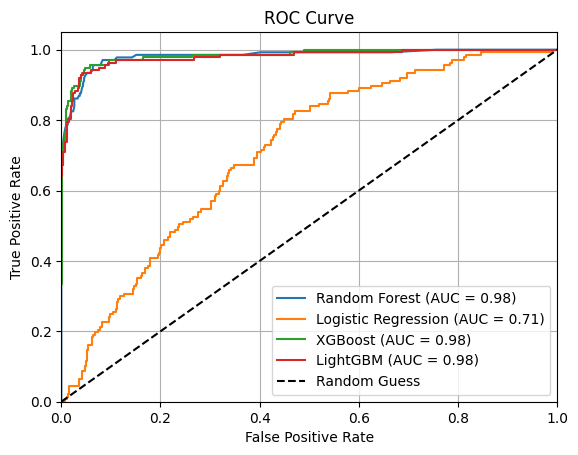 ROC Curve
True Positive Rate
1.0
0.8
0.6
0.4
0.2
0.0
Random Forest (AUC = 0.98)
Logistic Regression (AUC = 0.71)
XGBoost (AUC = 0.98)
LightGBM (AUC = 0.98)
Random Guess
0.0 0.2 0.4 0.6 0.8 1.0
False Positive Rate